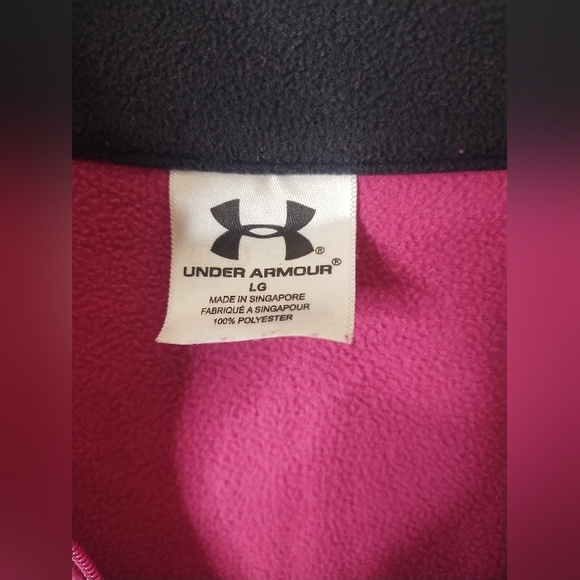 ®
UNDER ARMOUR®
LG
MADE IN SINGAPORE
FABRIQUÉ A SINGAPOUR
100% POLYESTER